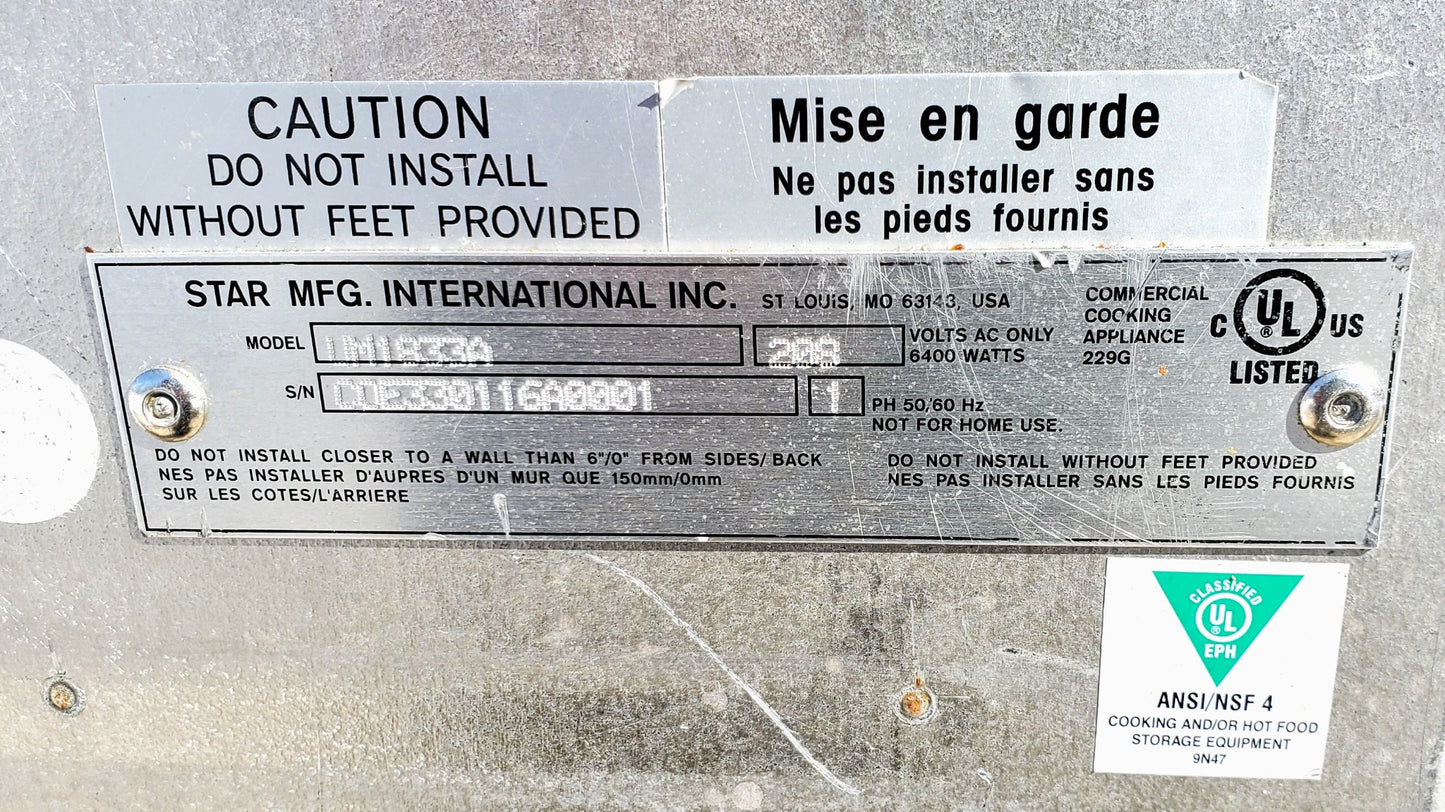 CAUTION
DO NOT INSTALL
WITHOUT FEET PROVIDED
Mise en garde
Ne pas installer sans
les pieds fournis
STAR MFG. INTERNATIONAL INC. ST LOUIS, MO 63143, USA
MODEL
208
VOLTS AC ONLY
6400 WATTS
S/N
1
PH 50/60 Hz
NOT FOR HOME USE.
COMMERCIAL
COOKING
APPLIANCE
229G
C UL ® US
LISTED
DO NOT INSTALL CLOSER TO A WALL THAN 6"/0" FROM SIDES/BACK
NES PAS INSTALLER D'AUPRES D'UN MUR QUE 150mm/0mm
SUR LES COTES/L'ARRIERE
DO NOT INSTALL WITHOUT FEET PROVIDED
NES PAS INSTALLER SANS LES PIEDS FOURNIS
CLASSIFIED
UL ®
EPH
ANSI/NSF 4
COOKING AND/OR HOT FOOD
STORAGE EQUIPMENT
9N47